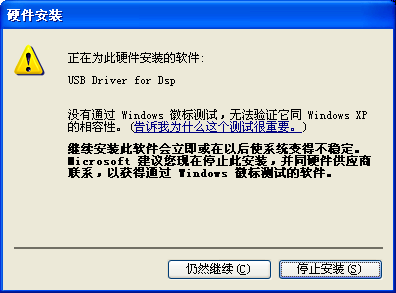 硬件安装
正在为此硬件安装的软件:
USB Driver for Dsp
没有通过 Windows 徽标测试，无法验证它同 Windows XP
的相容性。(告诉我为什么这个测试很重要。)
继续安装此软件会立即或在以后使系统变得不稳定。
Microsoft 建议您现在停止此安装，并同硬件供应商
联系，以获得通过 Windows 徽标测试的软件。
仍然继续(C)
停止安装(S)